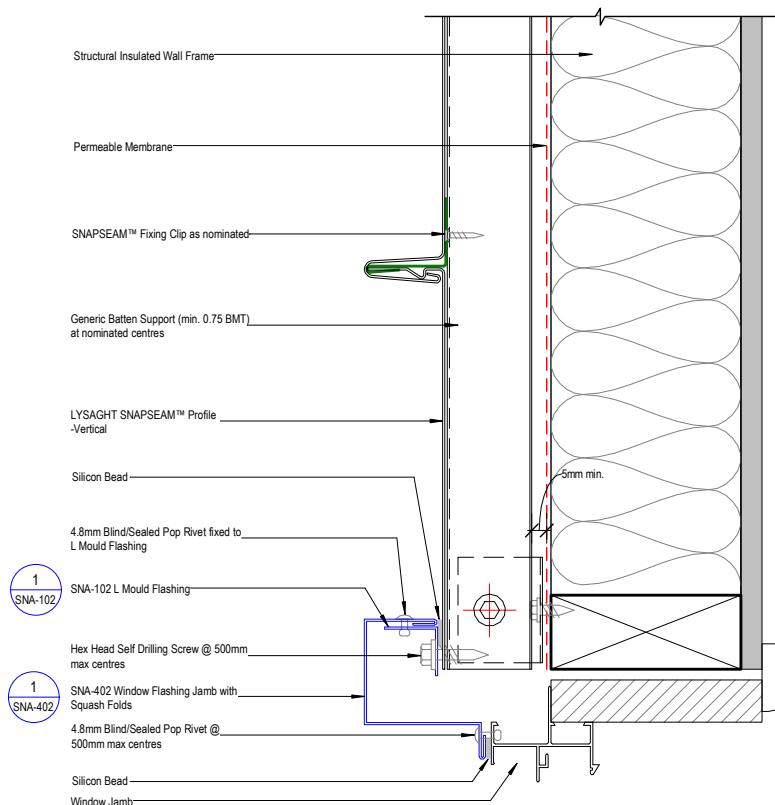 Structural Insulated Wall Frame
Permeable Membrane
SNAPSEAM™ Fixing Clip as nominated
Generic Batten Support (min. 0.75 BMT)
at nominated centres
LYSAGHT SNAPSEAM™ Profile
-Vertical
Silicon Bead
5mm min.
4.8mm Blind/Sealed Pop Rivet fixed to
L Mould Flashing
1
SNA-102
SNA-102 L Mould Flashing
Hex Head Self Drilling Screw @ 500mm
max centres
1
SNA-402
SNA-402 Window Flashing Jamb with
Squash Folds
4.8mm Blind/Sealed Pop Rivet @
500mm max centres
Silicon Bead
Window Jamb